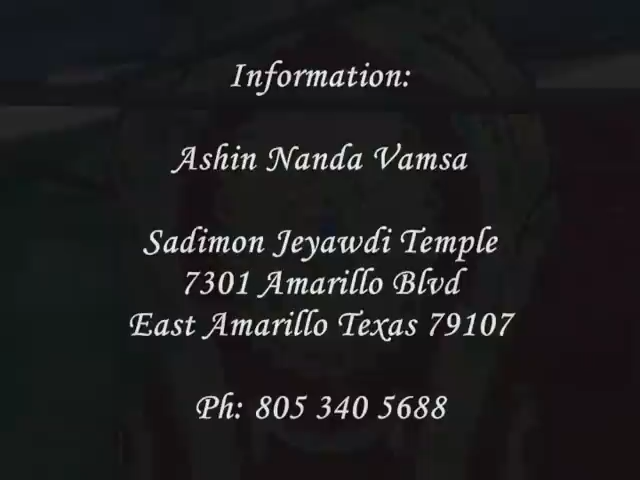 Information:
Ashin Nanda Vamsa
Sadimon Jeyawdi Temple
7301 Amarillo Blvd
East Amarillo Texas 79107
Ph: 805 340 5688